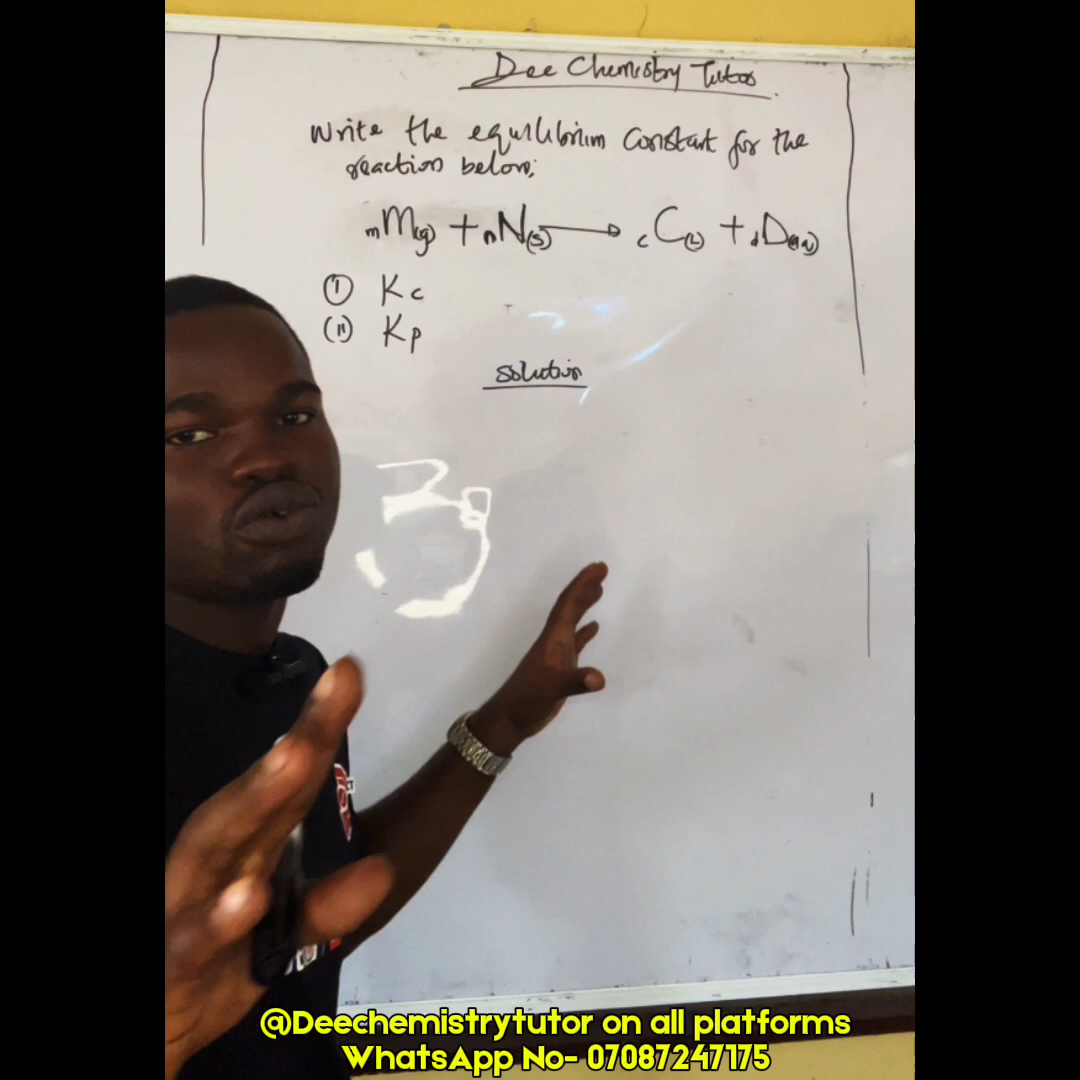 Dee Chemistry Tutor
Write the equilibrium constant for the
reaction below;
mM(g) + nN(s) → cC(L) + dD(aq)
(i) Kc
(ii) Kp
Solution
@Deechemistrytutor on all platforms
WhatsApp No- 07087247175